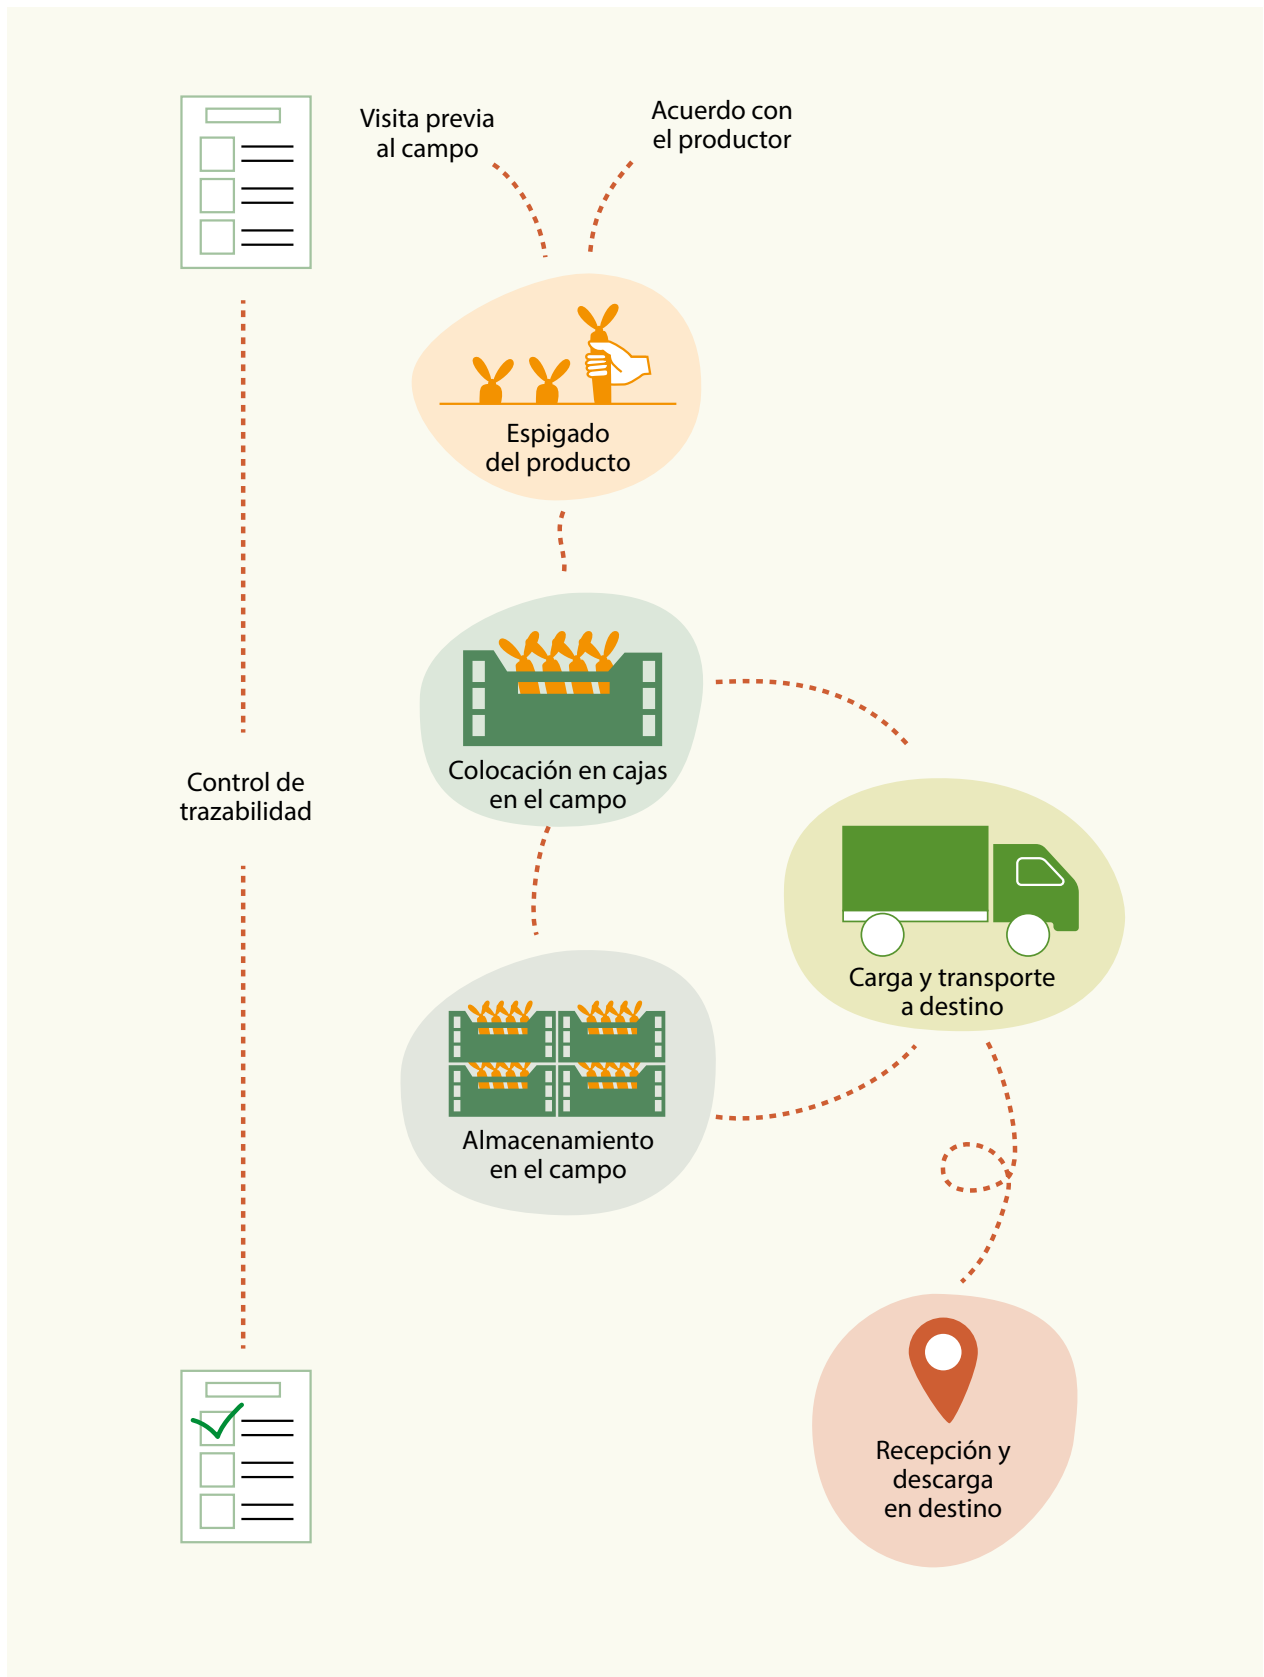 Visita previa
al campo
Acuerdo con
el productor
Espigado
del producto
Colocación en cajas
en el campo
Control de
trazabilidad
Carga y transporte
a destino
Almacenamiento
en el campo
Recepción y
descarga
en destino